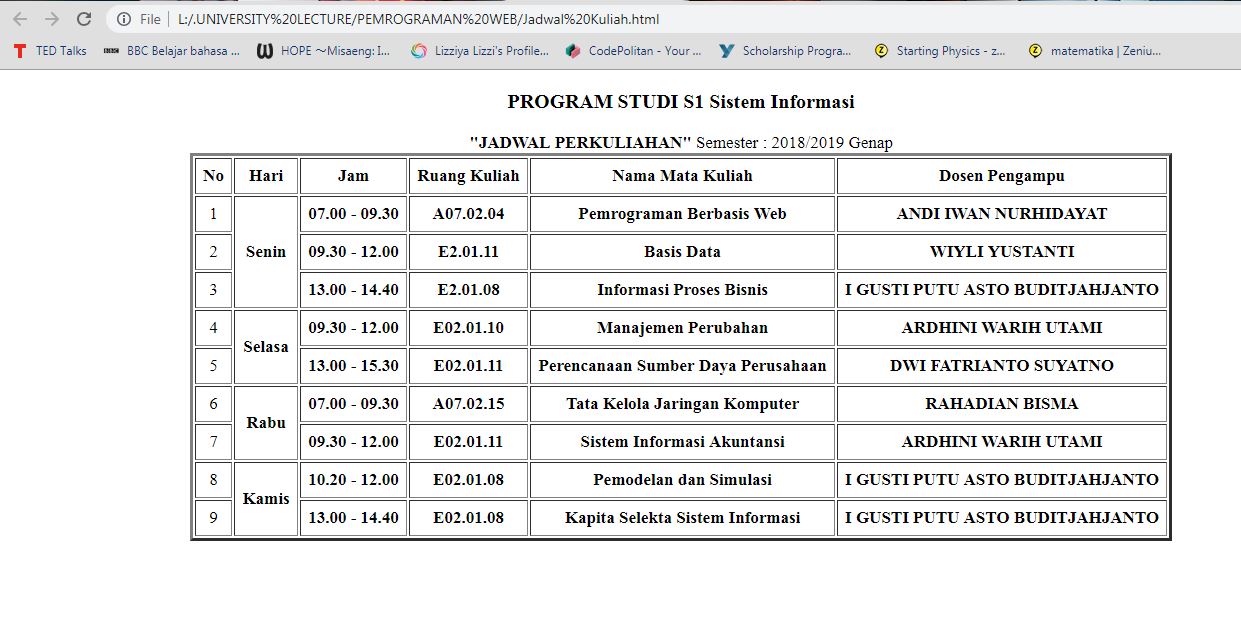 File | L:/.UNIVERSITY%20LECTURE/PEMROGRAMAN%20WEB/Jadwal%20Kuliah.html
TED Talks BBC Belajar bahasa ... HOPE ～Misaeng: I... Lizziya Lizzi's Profile... CodePolitan - Your ... Scholarship Progra... Starting Physics - z... matematika | Zeniu...
PROGRAM STUDI S1 Sistem Informasi
"JADWAL PERKULIAHAN" Semester : 2018/2019 Genap
No Hari Jam Ruang Kuliah Nama Mata Kuliah Dosen Pengampu
1 Senin 07.00 - 09.30 A07.02.04 Pemrograman Berbasis Web ANDI IWAN NURHIDAYAT
2 09.30 - 12.00 E2.01.11 Basis Data WIYLI YUSTANTI
3 13.00 - 14.40 E2.01.08 Informasi Proses Bisnis I GUSTI PUTU ASTO BUDITJAHJANTO
4 Selasa 09.30 - 12.00 E02.01.10 Manajemen Perubahan ARDHINI WARIH UTAMI
5 13.00 - 15.30 E02.01.11 Perencanaan Sumber Daya Perusahaan DWI FATRIANTO SUYATNO
6 Rabu 07.00 - 09.30 A07.02.15 Tata Kelola Jaringan Komputer RAHADIAN BISMA
7 09.30 - 12.00 E02.01.11 Sistem Informasi Akuntansi ARDHINI WARIH UTAMI
8 Kamis 10.20 - 12.00 E02.01.08 Pemodelan dan Simulasi I GUSTI PUTU ASTO BUDITJAHJANTO
9 13.00 - 14.40 E02.01.08 Kapita Selekta Sistem Informasi I GUSTI PUTU ASTO BUDITJAHJANTO